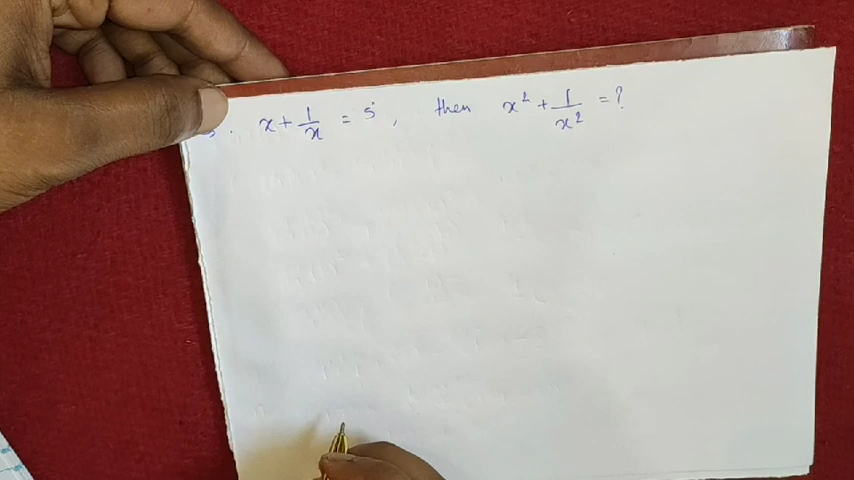 x + 1/x = 5, then x² + 1/x² = ?